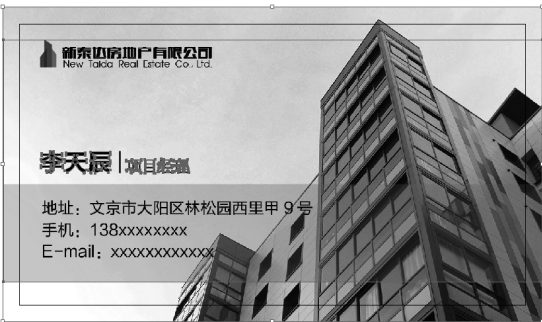 新泰达房地产有限公司
New Taida Real Estate Co., Ltd.
李天辰 项目经理
地址：文京市大阳区林松园西里甲 9 号
手机：138xxxxxxxx
E-mail：xxxxxxxxxxxx